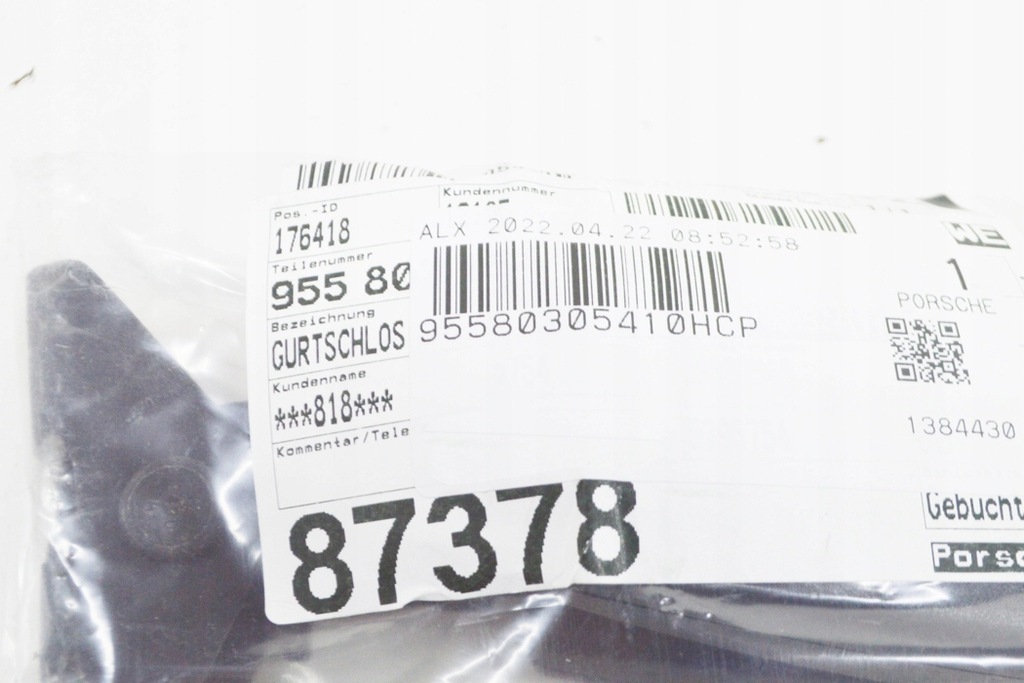 Kundennummer
Pos.-ID
176418
ALX 2022.04.22 08:52:58
WE
Teilenummer
955 80
1
PORSCHE
95580305410HCP
Bezeichnung
GURTSCHLOS
Kundenname
***818***
1384430
Kommentar/Tele
87378
Gebucht
Porsc